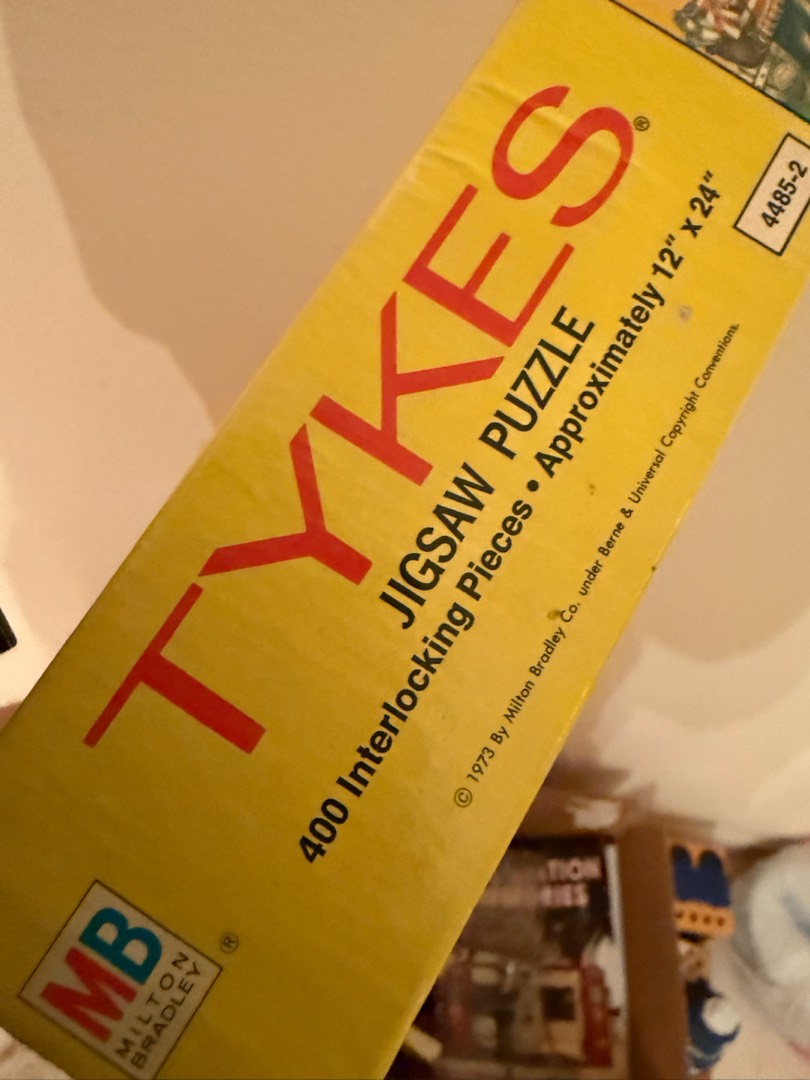 TYKES®
JIGSAW PUZZLE
400 Interlocking Pieces • Approximately 12" x 24"
4485-2
© 1973 By Milton Bradley Co. under Berne & Universal Copyright Conventions.
MB
MILTON
BRADLEY
®